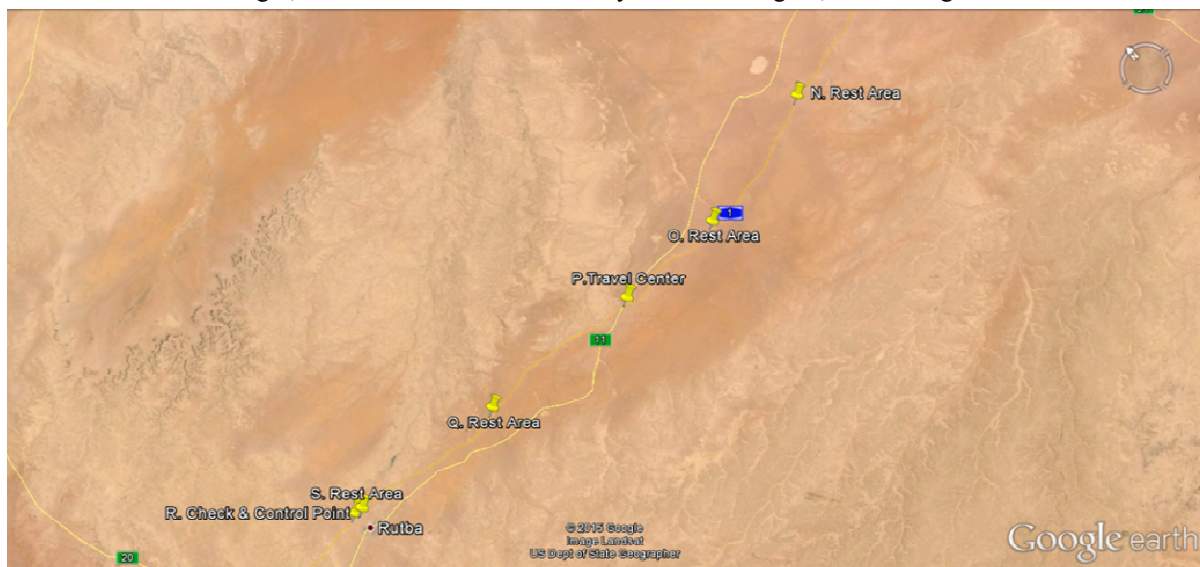 N. Rest Area
1
O. Rest Area
P.Travel Center
11
Q. Rest Area
S. Rest Area
R. Check & Control Point
Rutba
20
© 2015 Google
Image Landsat
US Dept of State Geographer
Google earth